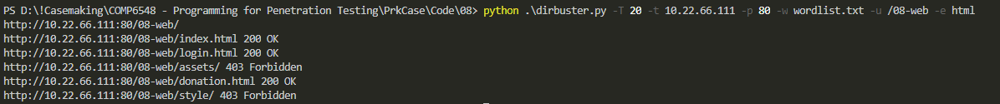 PS D:\!Casemaking\COMP6548 - Programming for Penetration Testing\PrkCase\Code\08> python .\dirbuster.py -T 20 -t 10.22.66.111 -p 80 -w wordlist.txt -u /08-web -e html
http://10.22.66.111:80/08-web/
http://10.22.66.111:80/08-web/index.html 200 OK
http://10.22.66.111:80/08-web/login.html 200 OK
http://10.22.66.111:80/08-web/assets/ 403 Forbidden
http://10.22.66.111:80/08-web/donation.html 200 OK
http://10.22.66.111:80/08-web/style/ 403 Forbidden